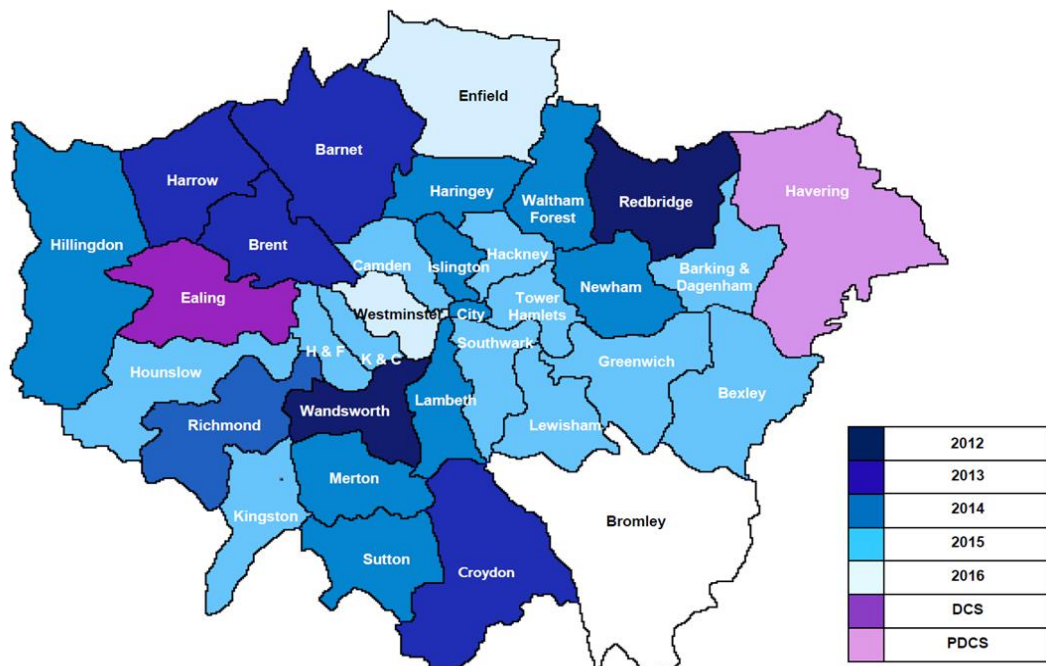 Enfield
Barnet
Harrow
Haringey
Waltham
Forest
Redbridge
Havering
Hillingdon
Brent
Camden
Islington
Hackney
Barking &
Dagenham
Ealing
Newham
Tower
Hamlets
Westminster
City
Southwark
H & F
K & C
Greenwich
Hounslow
Bexley
Wandsworth
Lambeth
Richmond
Lewisham
Merton
Kingston
Bromley
Sutton
Croydon
2012
2013
2014
2015
2016
DCS
PDCS